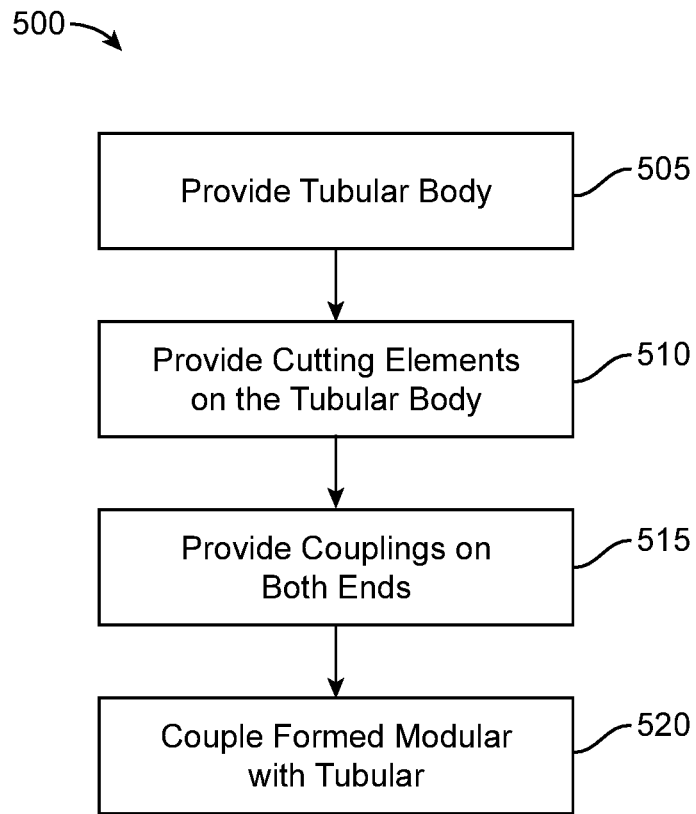 500
Provide Tubular Body
505
Provide Cutting Elements
on the Tubular Body
510
Provide Couplings on
Both Ends
515
Couple Formed Modular
with Tubular
520